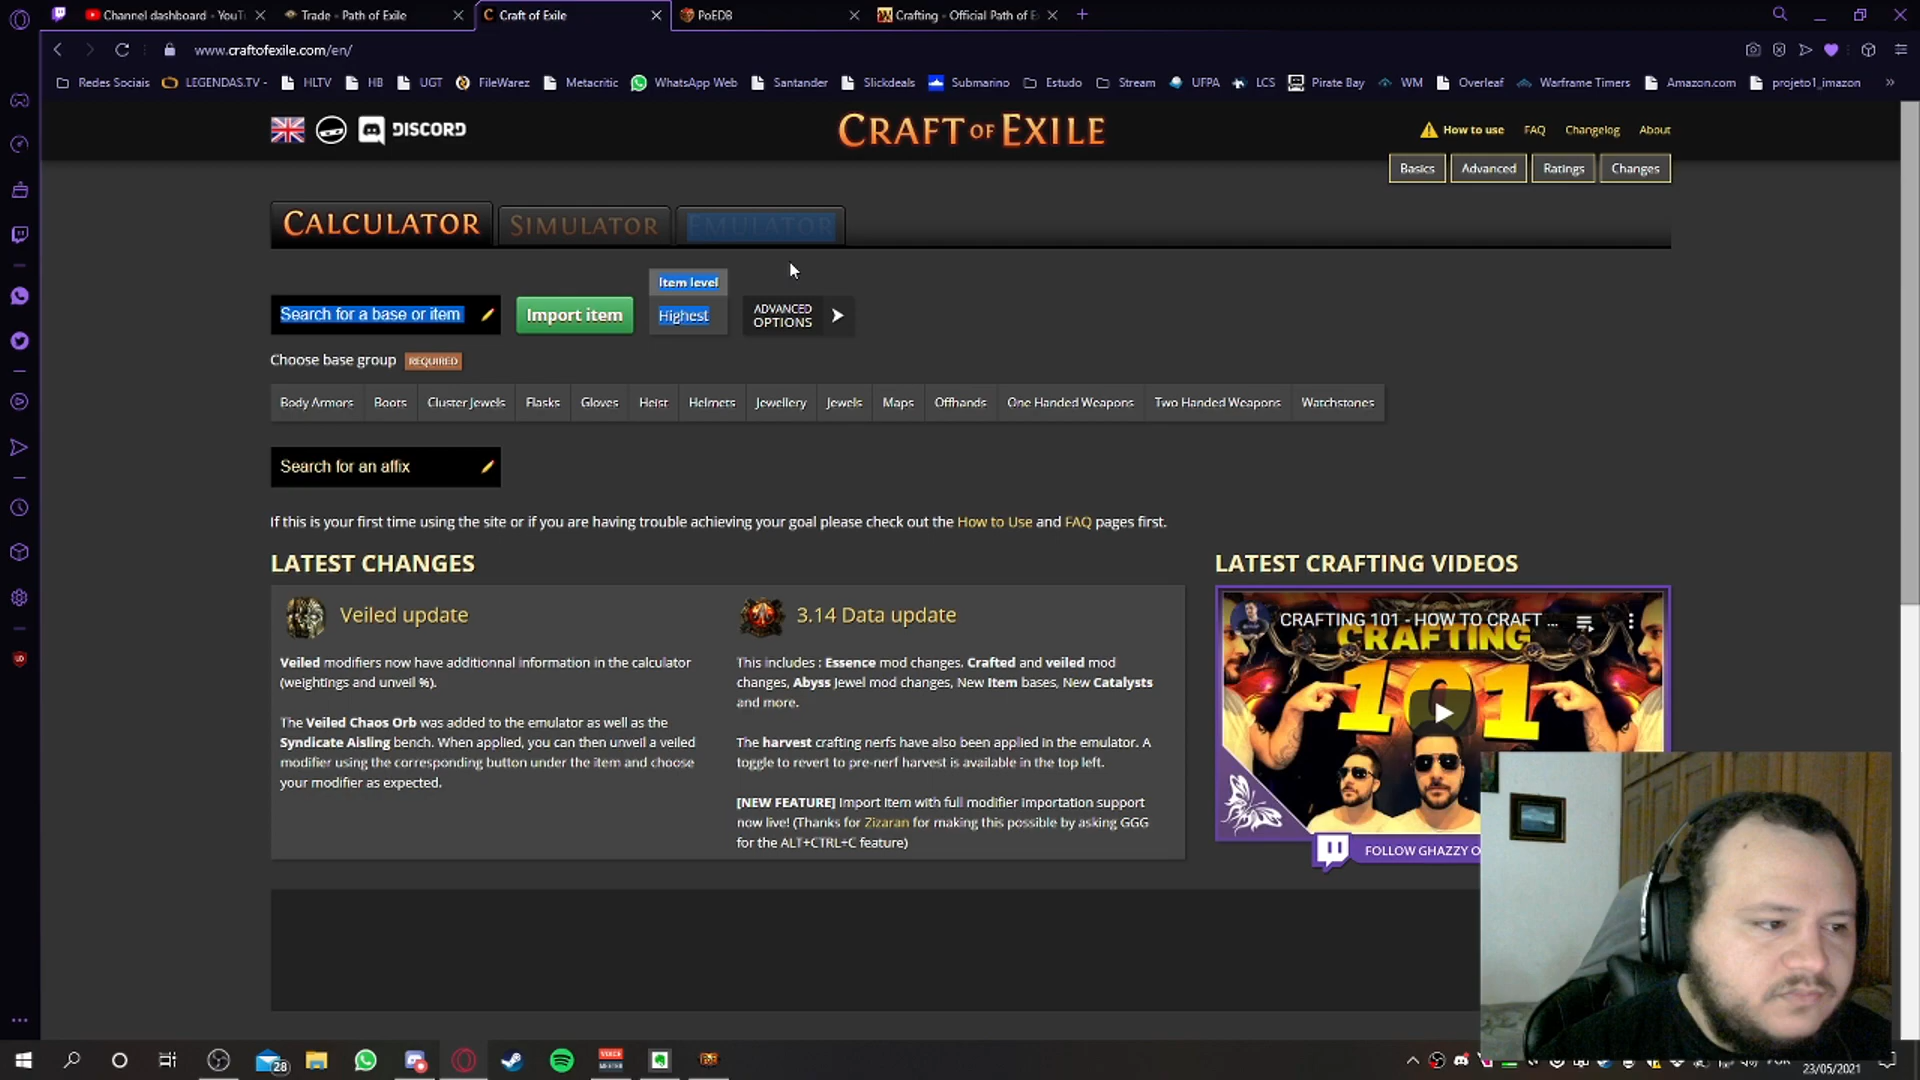 Channel dashboard - YouT
Trade - Path of Exile
Craft of Exile
PoEDB
Crafting - Official Path of E
www.craftofexile.com/en/
Redes Sociais
LEGENDAS.TV -
HLTV
HB
UGT
FileWarez
Metacritic
WhatsApp Web
Santander
Slickdeals
Submarino
Estudo
Stream
UFPA
LCS
Pirate Bay
WM
Overleaf
Warframe Timers
Amazon.com
projeto1_imazon
DISCORD
CRAFT OF EXILE
How to use
FAQ
Changelog
About
Basics
Advanced
Ratings
Changes
CALCULATOR
SIMULATOR
EMULATOR
Search for a base or item
Import item
Item level
Highest
ADVANCED
OPTIONS
Choose base group REQUIRED
Body Armors
Boots
Cluster Jewels
Flasks
Gloves
Heist
Helmets
Jewellery
Jewels
Maps
Offhands
One Handed Weapons
Two Handed Weapons
Watchstones
Search for an affix
If this is your first time using the site or if you are having trouble achieving your goal please check out the How to Use and FAQ pages first.
LATEST CHANGES
Veiled update
Veiled modifiers now have additionnal information in the calculator
(weightings and unveil %).
The Veiled Chaos Orb was added to the emulator as well as the
Syndicate Aisling bench. When applied, you can then unveil a veiled
modifier using the corresponding button under the item and choose
your modifier as expected.
3.14 Data update
This includes : Essence mod changes, Crafted and veiled mod
changes, Abyss Jewel mod changes, New Item bases, New Catalysts
and more.
The harvest crafting nerfs have also been applied in the emulator. A
toggle to revert to pre-nerf harvest is available in the top left.
[NEW FEATURE] Import Item with full modifier importation support
now live! (Thanks for Zizaran for making this possible by asking GGG
for the ALT+CTRL+C feature)
LATEST CRAFTING VIDEOS
CRAFTING 101 - HOW TO CRAFT ...
CRAFTING
101
FOLLOW GHAZZY O
28
23/05/2021